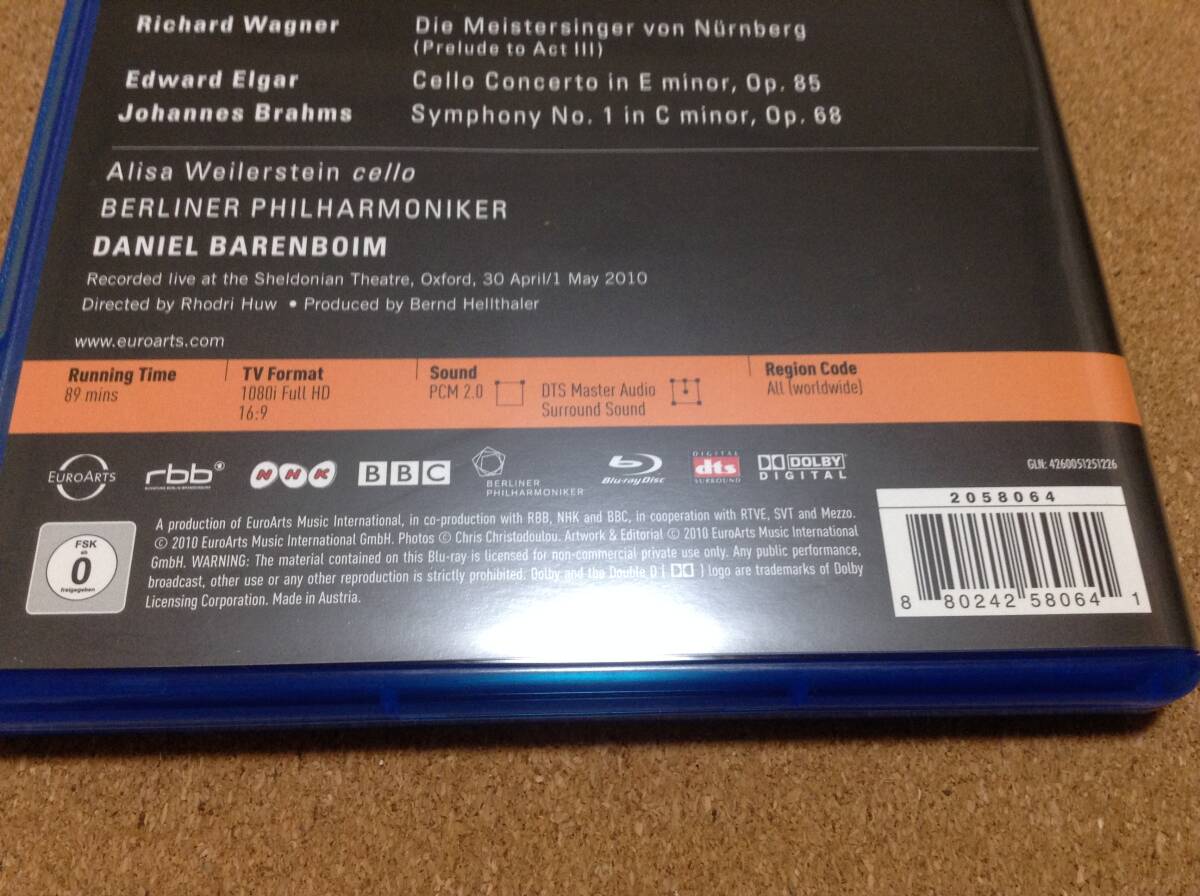 Richard Wagner Die Meistersinger von Nürnberg
(Prelude to Act III)
Edward Elgar Cello Concerto in E minor, Op. 85
Johannes Brahms Symphony No. 1 in C minor, Op. 68
Alisa Weilerstein cello
BERLINER PHILHARMONIKER
DANIEL BARENBOIM
Recorded live at the Sheldonian Theatre, Oxford, 30 April/1 May 2010
Directed by Rhodri Huw • Produced by Bernd Hellthaler
www.euroarts.com
Running Time
89 mins
TV Format
1080i Full HD
16:9
Sound
PCM 2.0
DTS Master Audio
Surround Sound
Region Code
All (worldwide)
EUROARTS
rbb
RUNDFUNK BERLIN-BRANDENBURG
NHK
BBC
BERLINER
PHILHARMONIKER
Blu-ray Disc
DIGITAL
dts
SURROUND
DOLBY
DIGITAL
GLN: 4260051251226
FSK
ab
0
freigegeben
A production of EuroArts Music International, in co-production with RBB, NHK and BBC, in cooperation with RTVE, SVT and Mezzo.
© 2010 EuroArts Music International GmbH. Photos © Chris Christodoulou. Artwork & Editorial © 2010 EuroArts Music International
GmbH. WARNING: The material contained on this Blu-ray is licensed for non-commercial private use only. Any public performance,
broadcast, other use or any other reproduction is strictly prohibited. Dolby and the Double D ( ) logo are trademarks of Dolby
Licensing Corporation. Made in Austria.
2058064
8 80242 58064 1